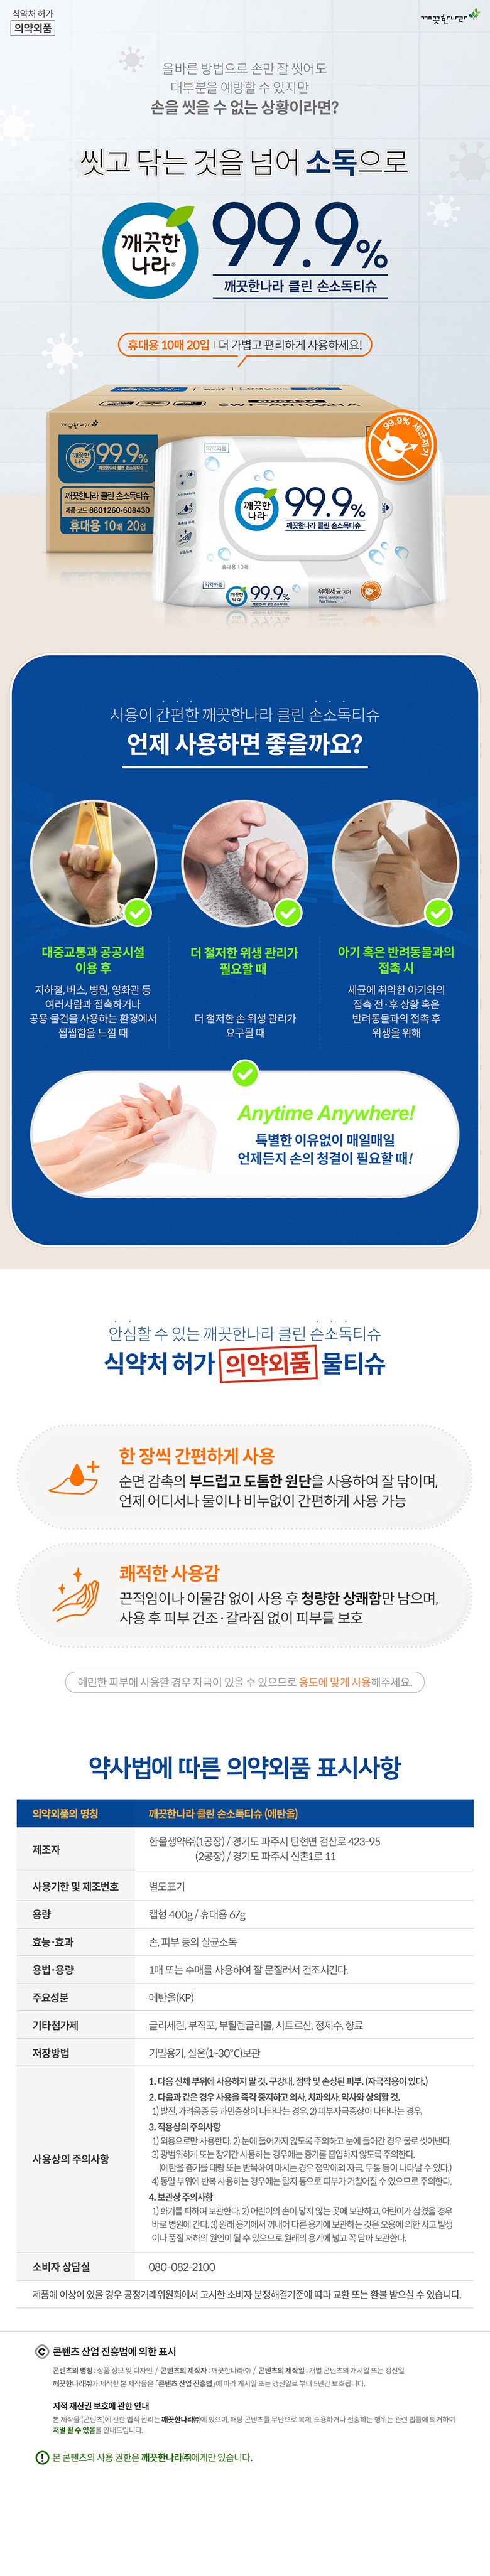 식약처 허가
의약외품
깨끗한나라
올바른 방법으로 손만 잘 씻어도
대부분을 예방할 수 있지만
손을 씻을 수 없는 상황이라면?
씻고 닦는 것을 넘어 소독으로
깨끗한
나라
99.9%
깨끗한나라 클린 손소독티슈
휴대용 10매 20입 | 더 가볍고 편리하게 사용하세요!
깨끗한나라
깨끗한
나라
99.9%
깨끗한나라 클린 손소독티슈
깨끗한나라 클린 손소독티슈
제품 코드 8801260-608430
휴대용 10매 20입
99.9% 세균제거
의약외품
깨끗한
나라
99.9%
깨끗한나라 클린 손소독티슈
휴대용 10매
의약외품
깨끗한
나라
99.9%
깨끗한나라 클린 손소독티슈
유해세균 제거
사용이 간편한 깨끗한나라 클린 손소독티슈
언제 사용하면 좋을까요?
대중교통과 공공시설
이용 후
지하철, 버스, 병원, 영화관 등
여러사람과 접촉하거나
공용 물건을 사용하는 환경에서
찝찝함을 느낄 때
더 철저한 위생 관리가
필요할 때
더 철저한 손 위생 관리가
요구될 때
아기 혹은 반려동물과의
접촉 시
세균에 취약한 아기와의
접촉 전·후 상황 혹은
반려동물과의 접촉 후
위생을 위해
Anytime Anywhere!
특별한 이유없이 매일매일
언제든지 손의 청결이 필요할 때!
안심할 수 있는 깨끗한나라 클린 손소독티슈
식약처 허가 의약외품 물티슈
한 장씩 간편하게 사용
순면 감촉의 부드럽고 도톰한 원단을 사용하여 잘 닦이며,
언제 어디서나 물이나 비누없이 간편하게 사용 가능
쾌적한 사용감
끈적임이나 이물감 없이 사용 후 청량한 상쾌함만 남으며,
사용 후 피부 건조·갈라짐 없이 피부를 보호
예민한 피부에 사용할 경우 자극이 있을 수 있으므로 용도에 맞게 사용해주세요.
약사법에 따른 의약외품 표시사항
의약외품의 명칭 깨끗한나라 클린 손소독티슈 (에탄올)
제조자 한울생약㈜(1공장) / 경기도 파주시 탄현면 검산로 423-95
(2공장) / 경기도 파주시 신촌1로 11
사용기한 및 제조번호 별도표기
용량 캡형 400g / 휴대용 67g
효능·효과 손, 피부 등의 살균소독
용법·용량 1매 또는 수매를 사용하여 잘 문질러서 건조시킨다.
주요성분 에탄올(KP)
기타첨가제 글리세린, 부직포, 부틸렌글리콜, 시트르산, 정제수, 향료
저장방법 기밀용기, 실온(1~30℃)보관
사용상의 주의사항
1. 다음 신체 부위에 사용하지 말 것. 구강내, 점막 및 손상된 피부. (자극작용이 있다.)
2. 다음과 같은 경우 사용을 즉각 중지하고 의사, 치과의사, 약사와 상의할 것.
1) 발진, 가려움증 등 과민증상이 나타나는 경우. 2) 피부자극증상이 나타나는 경우.
3. 적용상의 주의사항
1) 외용으로만 사용한다. 2) 눈에 들어가지 않도록 주의하고 눈에 들어간 경우 물로 씻어낸다.
3) 광범위하게 또는 장기간 사용하는 경우에는 증기를 흡입하지 않도록 주의한다.
(에탄올 증기를 대량 또는 반복하여 마시는 경우 점막에의 자극, 두통 등이 나타날 수 있다.)
4) 동일 부위에 반복 사용하는 경우에는 탈지 등으로 피부가 거칠어질 수 있으므로 주의한다.
4. 보관상 주의사항
1) 화기를 피하여 보관한다. 2) 어린이의 손이 닿지 않는 곳에 보관하고, 어린이가 삼켰을 경우
바로 병원에 간다. 3) 원래 용기에서 꺼내어 다른 용기에 보관하는 것은 오용에 의한 사고 발생
이나 품질 저하의 원인이 될 수 있으므로 원래의 용기에 넣고 꼭 닫아 보관한다.
소비자 상담실 080-082-2100
제품에 이상이 있을 경우 공정거래위원회에서 고시한 소비자 분쟁해결기준에 따라 교환 또는 환불 받으실 수 있습니다.
ⓒ 콘텐츠 산업 진흥법에 의한 표시
콘텐츠의 명칭 : 상품 정보 및 디자인 / 콘텐츠의 제작자 : 깨끗한나라㈜ / 콘텐츠의 제작일 : 개별 콘텐츠의 게시일 또는 갱신일
깨끗한나라㈜가 제작한 본 제작물은 「콘텐츠 산업 진흥법」에 따라 게시일 또는 갱신일로 부터 5년간 보호됩니다.
지적 재산권 보호에 관한 안내
본 제작물 (콘텐츠)에 관한 법적 권리는 깨끗한나라㈜에 있으며, 해당 콘텐츠를 무단으로 복제, 도용하거나 전송하는 행위는 관련 법률에 의거하여
처벌 될 수 있음을 안내드립니다.
본 콘텐츠의 사용 권한은 깨끗한나라㈜에게만 있습니다.